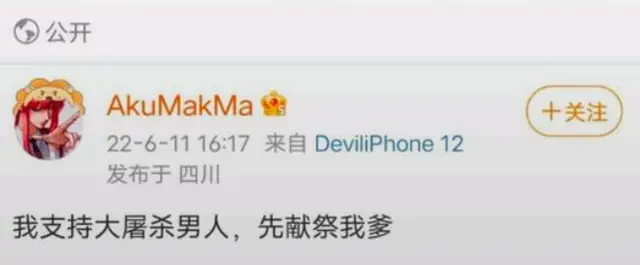 公开
AkuMakMa
+关注
22-6-11 16:17 来自 DeviliPhone 12
发布于 四川
我支持大屠杀男人，先献祭我爹